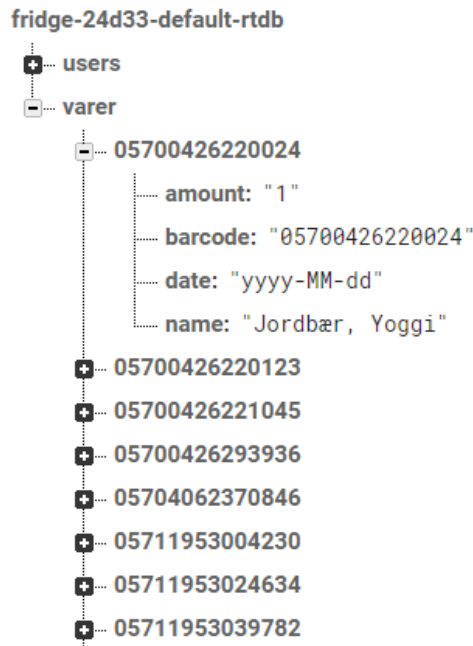 fridge-24d33-default-rtdb
users
varer
05700426220024
amount: "1"
barcode: "05700426220024"
date: "yyyy-MM-dd"
name: "Jordbær, Yoggi"
05700426220123
05700426221045
05700426293936
05704062370846
05711953004230
05711953024634
05711953039782